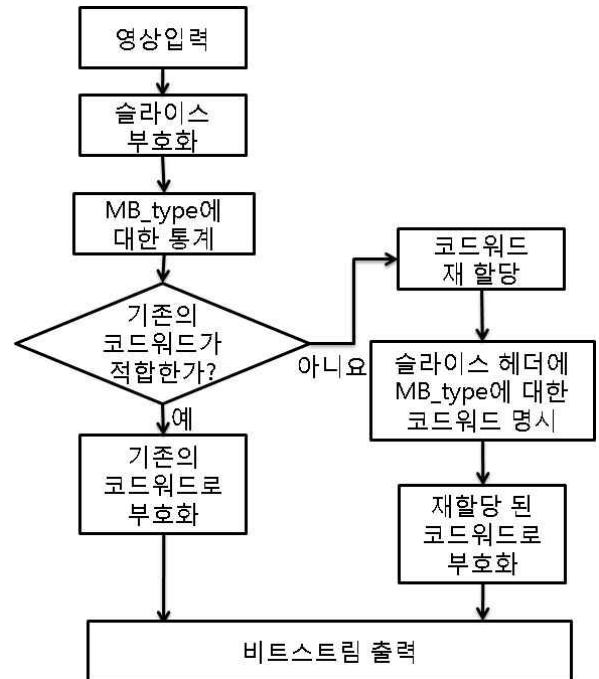 영상입력
슬라이스
부호화
MB_type에
대한 통계
기존의
코드워드가
적합한가?
아니요
예
기존의
코드워드로
부호화
코드워드
재 할당
슬라이스 헤더에
MB_type에 대한
코드워드 명시
재할당 된
코드워드로
부호화
비트스트림 출력